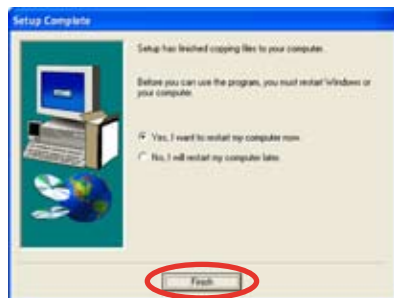 Setup Complete
Setup has finished copying files to your computer.
Before you can use the program, you must restart Windows or
your computer.
Yes, I want to restart my computer now.
No, I will restart my computer later.
Finish